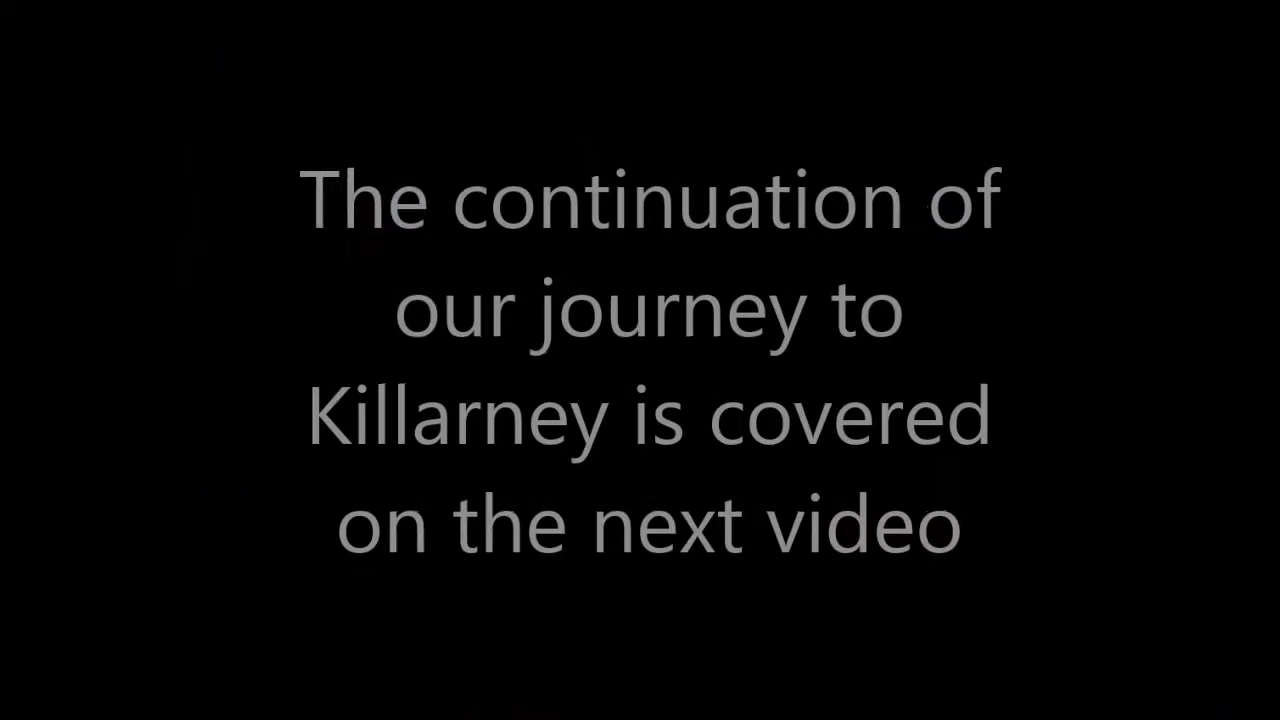 The continuation of
our journey to
Killarney is covered
on the next video